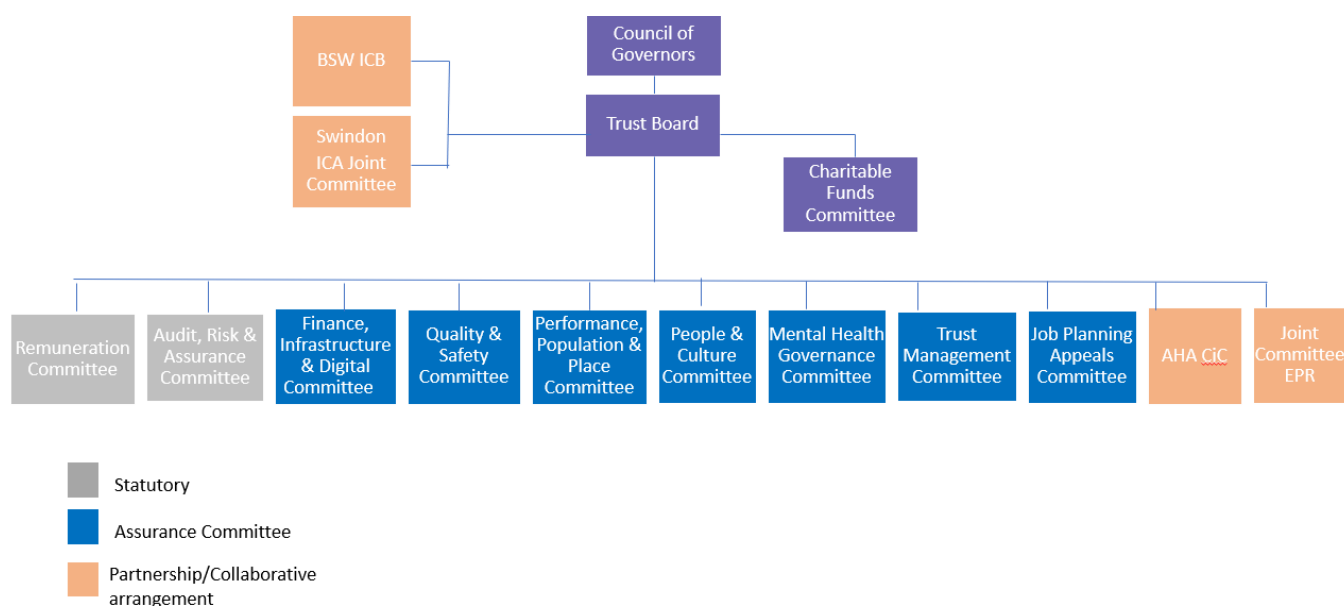 Council of
Governors
BSW ICB
Trust Board
Swindon
ICA Joint
Committee
Charitable
Funds
Committee
Remuneration
Committee
Audit, Risk &
Assurance
Committee
Finance,
Infrastructure
& Digital
Committee
Quality &
Safety
Committee
Performance,
Population &
Place
Committee
People &
Culture
Committee
Mental Health
Governance
Committee
Trust
Management
Committee
Job Planning
Appeals
Committee
AHA CiC
Joint
Committee
EPR
Statutory
Assurance Committee
Partnership/Collaborative
arrangement